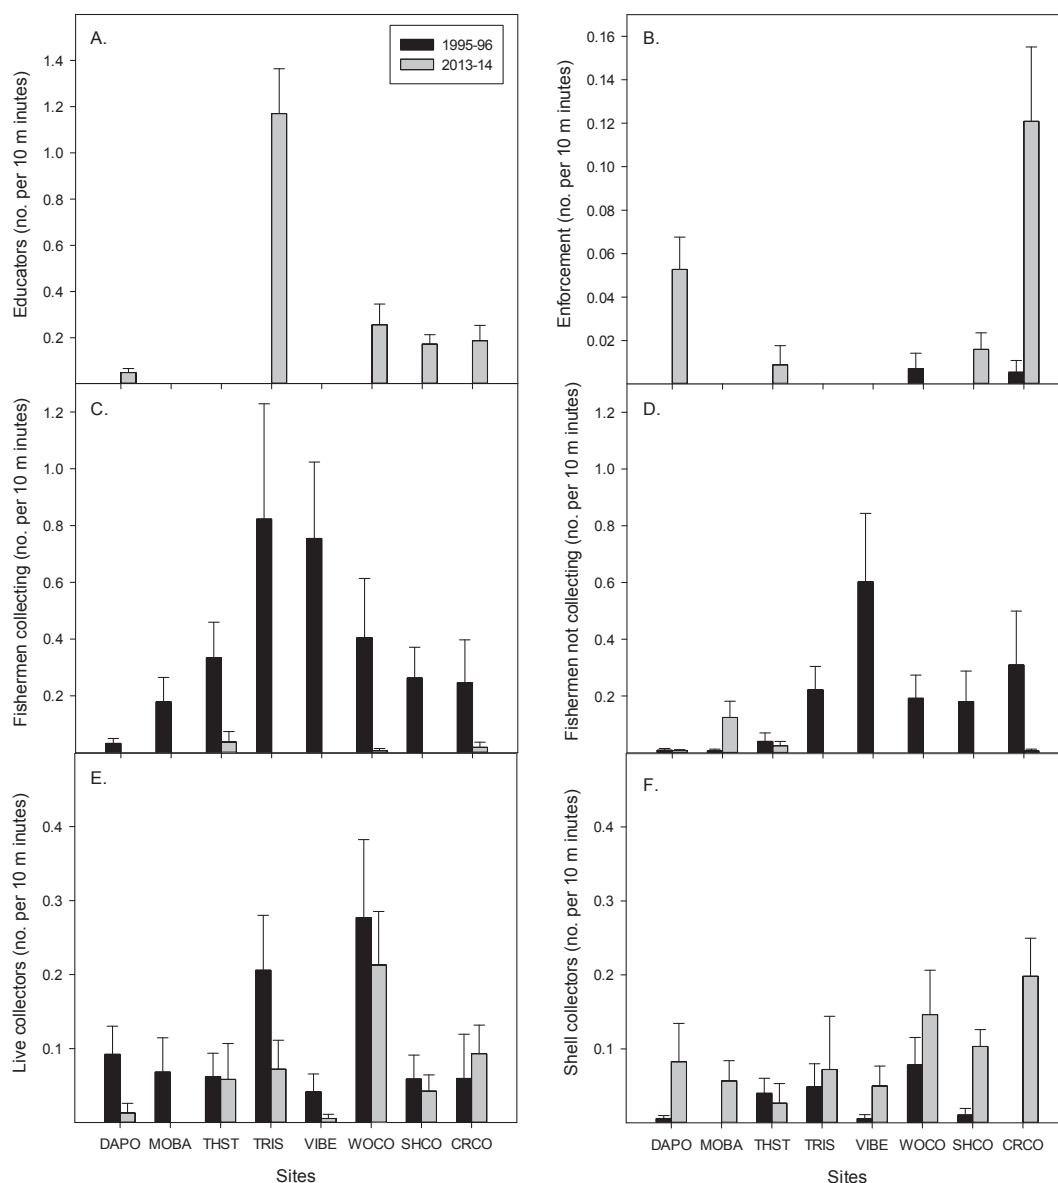 A.
1995-96
2013-14
Educators (no. per 10 m inutes)
1.4
1.2
1.0
0.8
0.6
0.4
0.2
B.
Enforcement (no. per 10 m inutes)
0.16
0.14
0.12
0.10
0.08
0.06
0.04
0.02
C.
Fishermen collecting (no. per 10 m inutes)
1.2
1.0
0.8
0.6
0.4
0.2
D.
Fishermen not collecting (no. per 10 m inutes)
1.2
1.0
0.8
0.6
0.4
0.2
E.
Live collectors (no. per 10 m inutes)
0.4
0.3
0.2
0.1
DAPO MOBA THST TRIS VIBE WOCO SHCO CRCO
Sites
F.
Shell collectors (no. per 10 m inutes)
0.4
0.3
0.2
0.1
DAPO MOBA THST TRIS VIBE WOCO SHCO CRCO
Sites